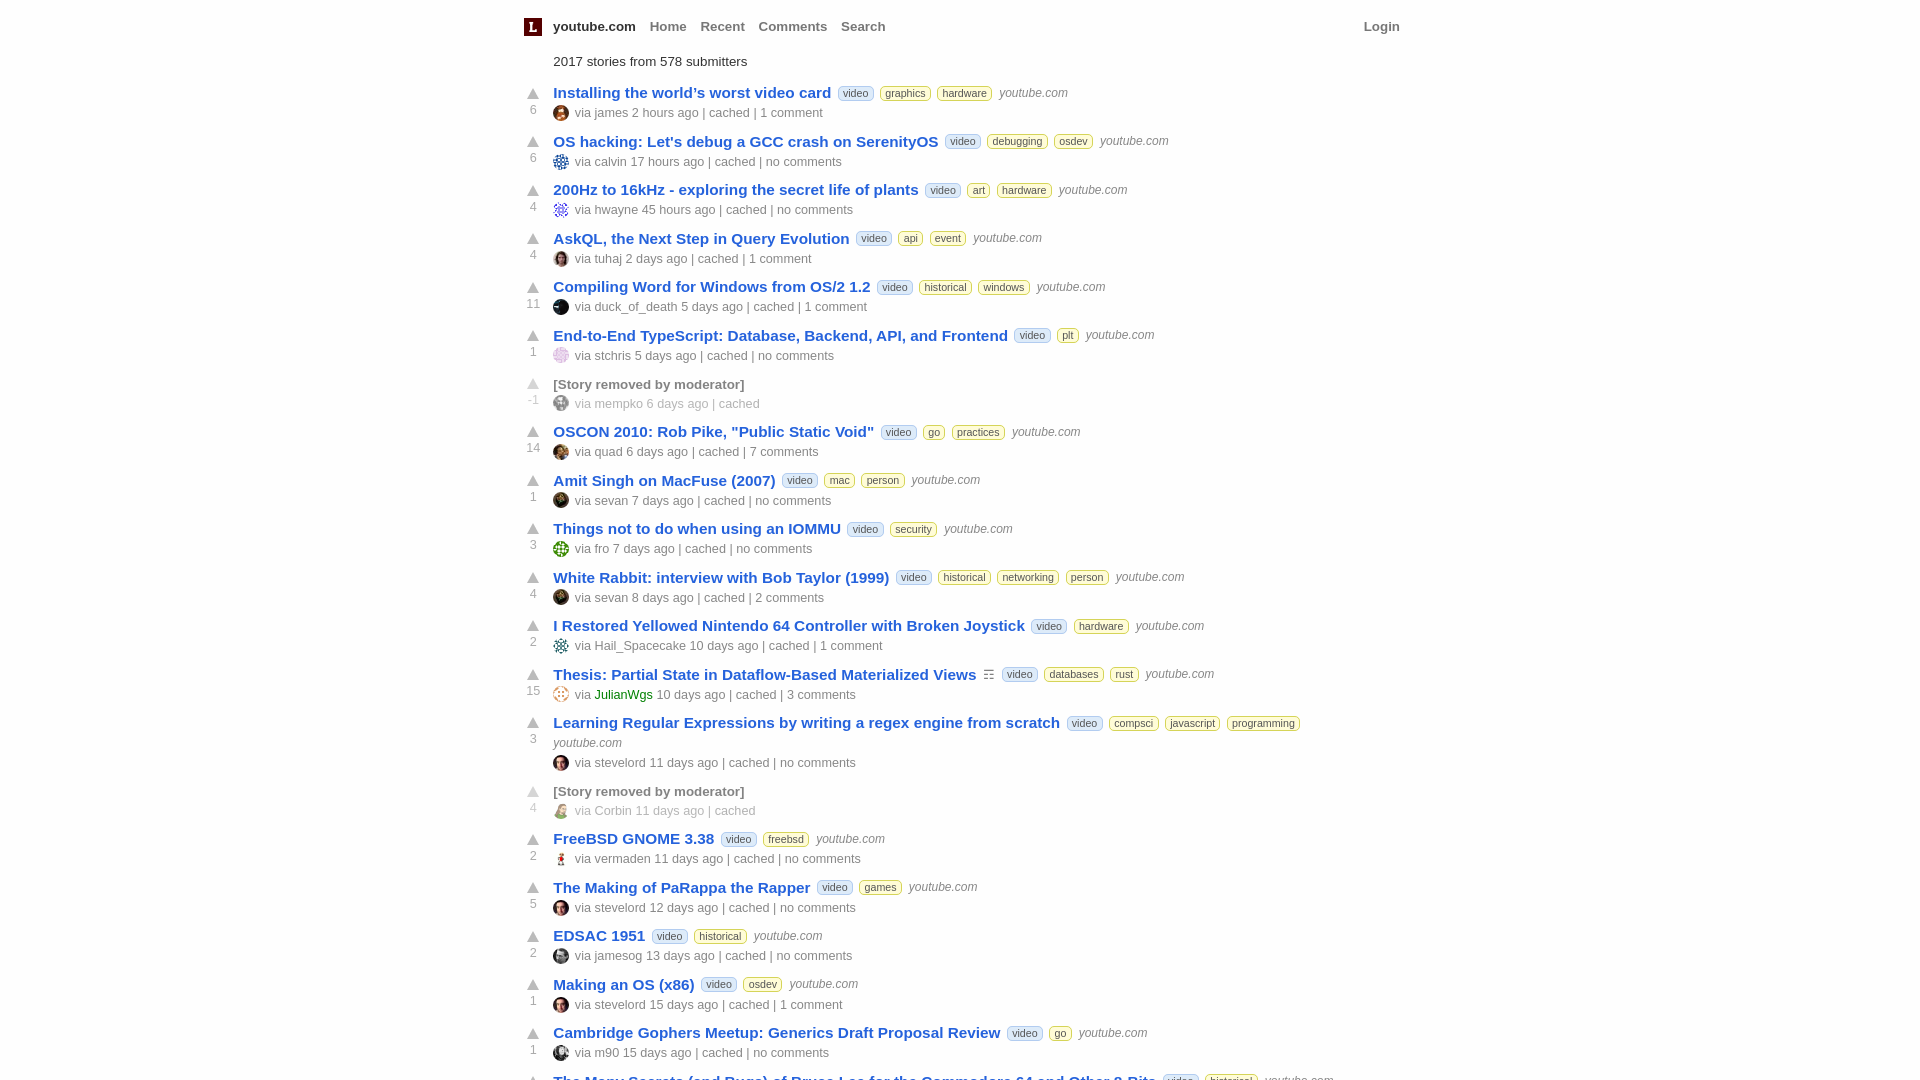 L youtube.com Home Recent Comments Search Login
2017 stories from 578 submitters
Installing the world’s worst video card video graphics hardware youtube.com
6 via james 2 hours ago | cached | 1 comment
OS hacking: Let's debug a GCC crash on SerenityOS video debugging osdev youtube.com
6 via calvin 17 hours ago | cached | no comments
200Hz to 16kHz - exploring the secret life of plants video art hardware youtube.com
4 via hwayne 45 hours ago | cached | no comments
AskQL, the Next Step in Query Evolution video api event youtube.com
4 via tuhaj 2 days ago | cached | 1 comment
Compiling Word for Windows from OS/2 1.2 video historical windows youtube.com
11 via duck_of_death 5 days ago | cached | 1 comment
End-to-End TypeScript: Database, Backend, API, and Frontend video plt youtube.com
1 via stchris 5 days ago | cached | no comments
[Story removed by moderator]
-1 via mempko 6 days ago | cached
OSCON 2010: Rob Pike, "Public Static Void" video go practices youtube.com
14 via quad 6 days ago | cached | 7 comments
Amit Singh on MacFuse (2007) video mac person youtube.com
1 via sevan 7 days ago | cached | no comments
Things not to do when using an IOMMU video security youtube.com
3 via fro 7 days ago | cached | no comments
White Rabbit: interview with Bob Taylor (1999) video historical networking person youtube.com
4 via sevan 8 days ago | cached | 2 comments
I Restored Yellowed Nintendo 64 Controller with Broken Joystick video hardware youtube.com
2 via Hail_Spacecake 10 days ago | cached | 1 comment
Thesis: Partial State in Dataflow-Based Materialized Views ☶ video databases rust youtube.com
15 via JulianWgs 10 days ago | cached | 3 comments
Learning Regular Expressions by writing a regex engine from scratch video compsci javascript programming
3 youtube.com
via stevelord 11 days ago | cached | no comments
[Story removed by moderator]
4 via Corbin 11 days ago | cached
FreeBSD GNOME 3.38 video freebsd youtube.com
2 via vermaden 11 days ago | cached | no comments
The Making of PaRappa the Rapper video games youtube.com
5 via stevelord 12 days ago | cached | no comments
EDSAC 1951 video historical youtube.com
2 via jamesog 13 days ago | cached | no comments
Making an OS (x86) video osdev youtube.com
1 via stevelord 15 days ago | cached | 1 comment
Cambridge Gophers Meetup: Generics Draft Proposal Review video go youtube.com
1 via m90 15 days ago | cached | no comments
The Many Secrets (and Bugs) of Bruce Lee for the Commodore 64 and Other 8-Bits video historical youtube.com